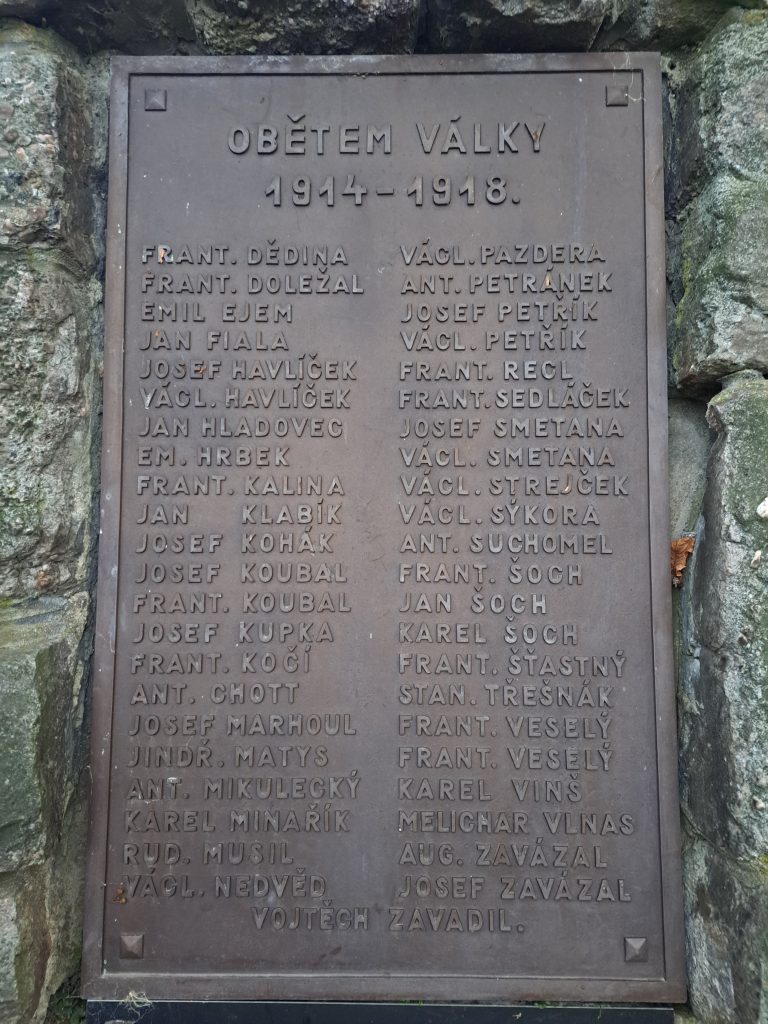 OBĚTEM VÁLKY
1914-1918.
FRANT. DĚDINA
FRANT. DOLEŽAL
EMIL EJEM
JAN FIALA
JOSEF HAVLÍČEK
VÁCL. HAVLÍČEK
JAN HLADOVEC
EM. HRBEK
FRANT. KALINA
JAN KLABÍK
JOSEF KOHÁK
JOSEF KOUBAL
FRANT. KOUBAL
JOSEF KUPKA
FRANT. KOČÍ
ANT. CHOTT
JOSEF MARHOUL
JINDŘ. MATYS
ANT. MIKULECKÝ
KAREL MINAŘÍK
RUD. MUSIL
VÁCL. NEDVĚD
VÁCL. PAZDERA
ANT. PETRÁNEK
JOSEF PETŘÍK
VÁCL. PETŘÍK
FRANT. RECL
FRANT. SEDLÁČEK
JOSEF SMETANA
VÁCL. SMETANA
VÁCL. STREJČEK
VÁCL. SÝKORA
ANT. SUCHOMEL
FRANT. ŠOCH
JAN ŠOCH
KAREL ŠOCH
FRANT. ŠŤASTNÝ
STAN. TŘEŠNÁK
FRANT. VESELÝ
FRANT. VESELÝ
KAREL VINŠ
MELICHAR VLNAS
AUG. ZAVÁZAL
JOSEF ZAVÁZAL
VOJTĚCH ZAVADIL.